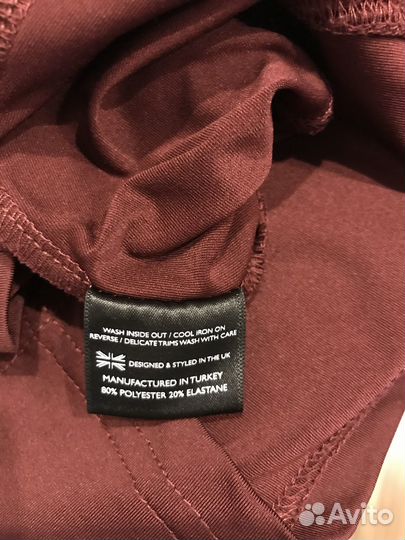 WASH INSIDE OUT / COOL IRON ON
REVERSE / DELICATE TRIMS WASH WITH CARE
DESIGNED & STYLED IN THE UK
MANUFACTURED IN TURKEY
80% POLYESTER 20% ELASTANE
Avito